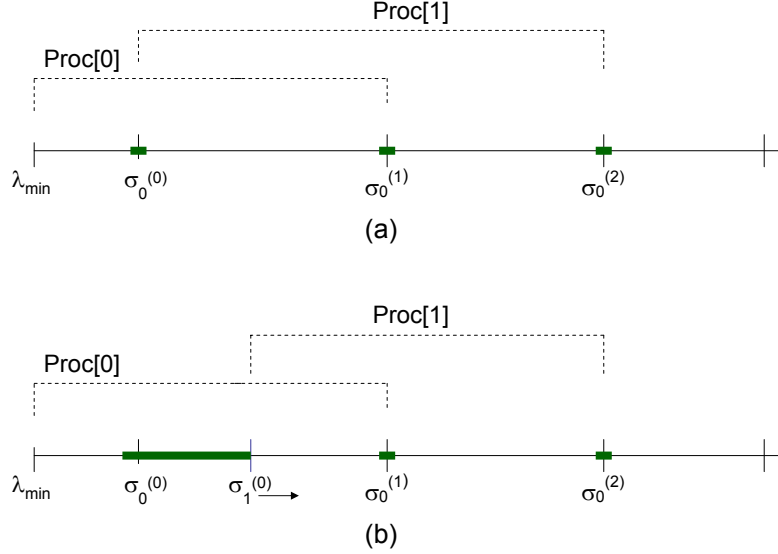 Proc[1]
Proc[0]
λmin σ0(0) σ0(1) σ0(2)
(a)
Proc[1]
Proc[0]
λmin σ0(0) σ1(0) σ0(1) σ0(2)
(b)